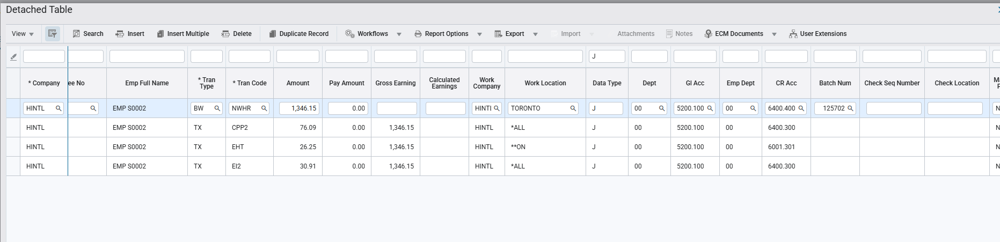 Detached Table
View Search Insert Insert Multiple Delete Duplicate Record Workflows Report Options Export Import Attachments Notes ECM Documents User Extensions
J
* Company ee No Emp Full Name * Tran Type * Tran Code Amount Pay Amount Gross Earning Calculated Earnings Work Company Work Location Data Type Dept Gl Acc Emp Dept CR Acc Batch Num Check Seq Number Check Location
HINTL EMP S0002 BW NWHR 1,346.15 0.00 HINTI TORONTO J 00 5200.100 00 6400.400 125702 N
HINTL EMP S0002 TX CPP2 76.09 0.00 1,346.15 HINTL *ALL J 00 5200.100 00 6400.300 N
HINTL EMP S0002 TX EHT 26.25 0.00 1,346.15 HINTL **ON J 00 5200.100 00 6001.301 N
HINTL EMP S0002 TX EI2 30.91 0.00 1,346.15 HINTL *ALL J 00 5200.100 00 6400.300 N